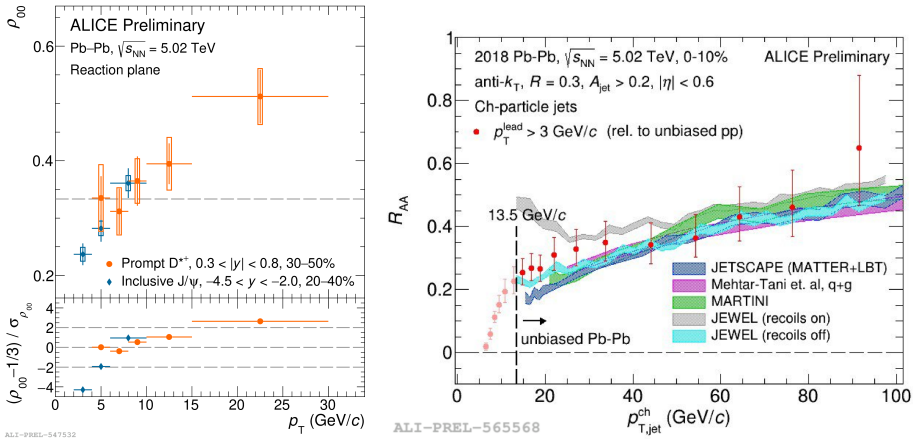 ρ₀₀
0.6
0.4
0.2
ALICE Preliminary
Pb–Pb, √sNN = 5.02 TeV
Reaction plane
Prompt D*⁺, 0.3 < |y| < 0.8, 30–50%
Inclusive J/ψ, −4.5 < y < −2.0, 20–40%
(ρ₀₀−1/3) / σρ₀₀
4
2
0
−2
−4
0 5 10 15 20 25 30
pT (GeV/c)
ALI-PREL-547532
RAA
1
0.8
0.6
0.4
0.2
0
2018 Pb-Pb, √sNN = 5.02 TeV, 0-10%
ALICE Preliminary
anti-kT, R = 0.3, Ajet > 0.2, |η| < 0.6
Ch-particle jets
pTlead > 3 GeV/c (rel. to unbiased pp)
13.5 GeV/c
JETSCAPE (MATTER+LBT)
Mehtar-Tani et. al, q+g
MARTINI
JEWEL (recoils on)
JEWEL (recoils off)
unbiased Pb-Pb
0 20 40 60 80 100
pchT,jet (GeV/c)
ALI-PREL-565568